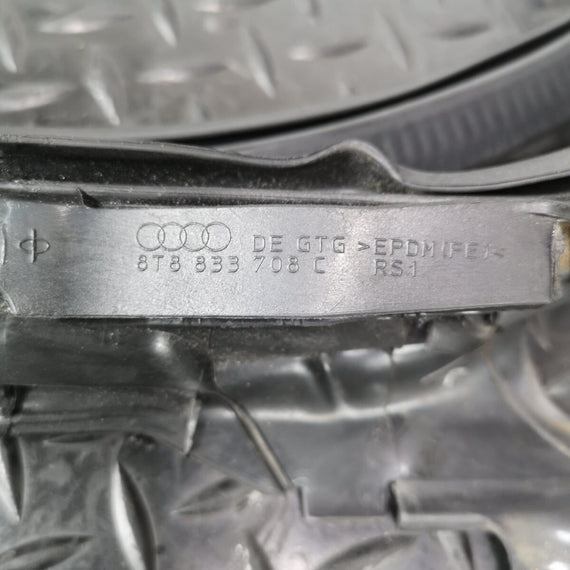 DE GTG >EPDM(FE)<
8T8 833 708 C RS1